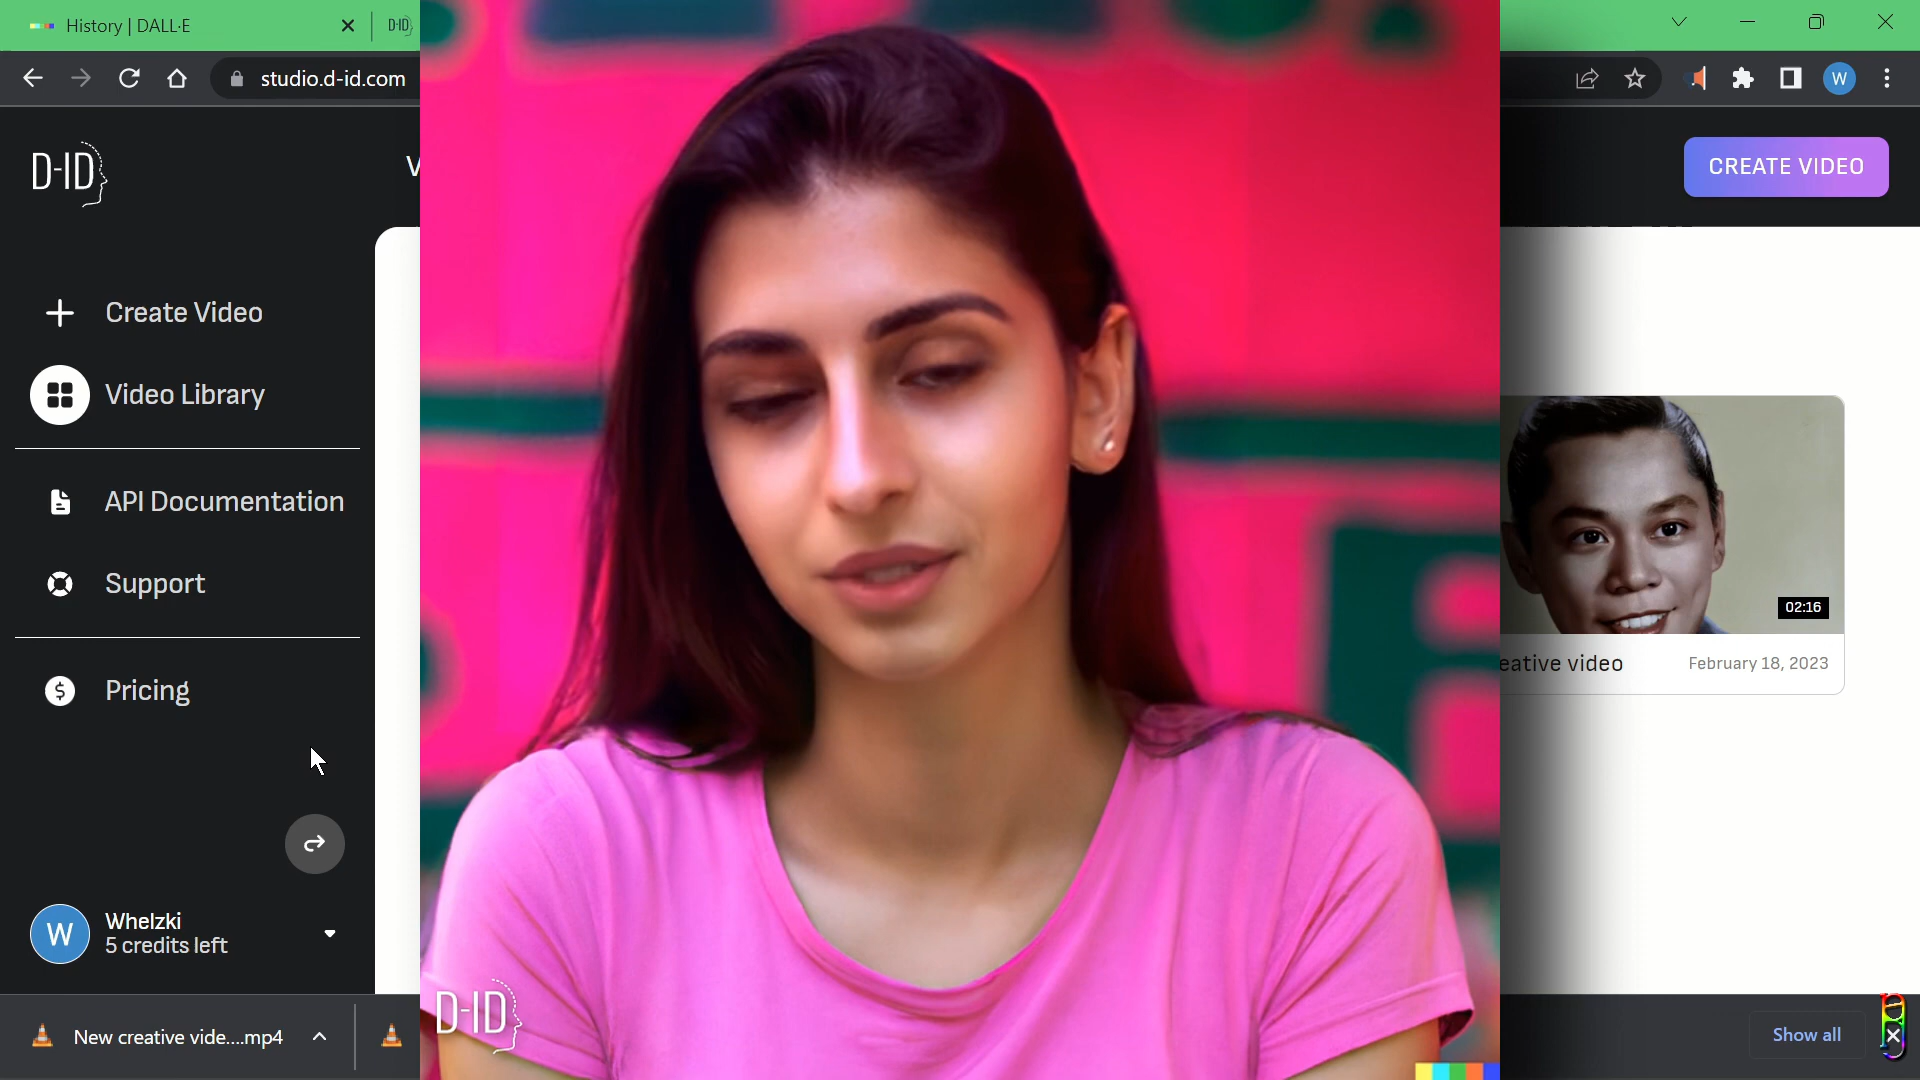 History | DALL·E
D-ID
studio.d-id.com
W
D-ID
V
CREATE VIDEO
Create Video
Video Library
API Documentation
Support
$
Pricing
02:16
eative video
February 18, 2023
W
Whelzki
5 credits left
D-ID
New creative vide....mp4
Show all